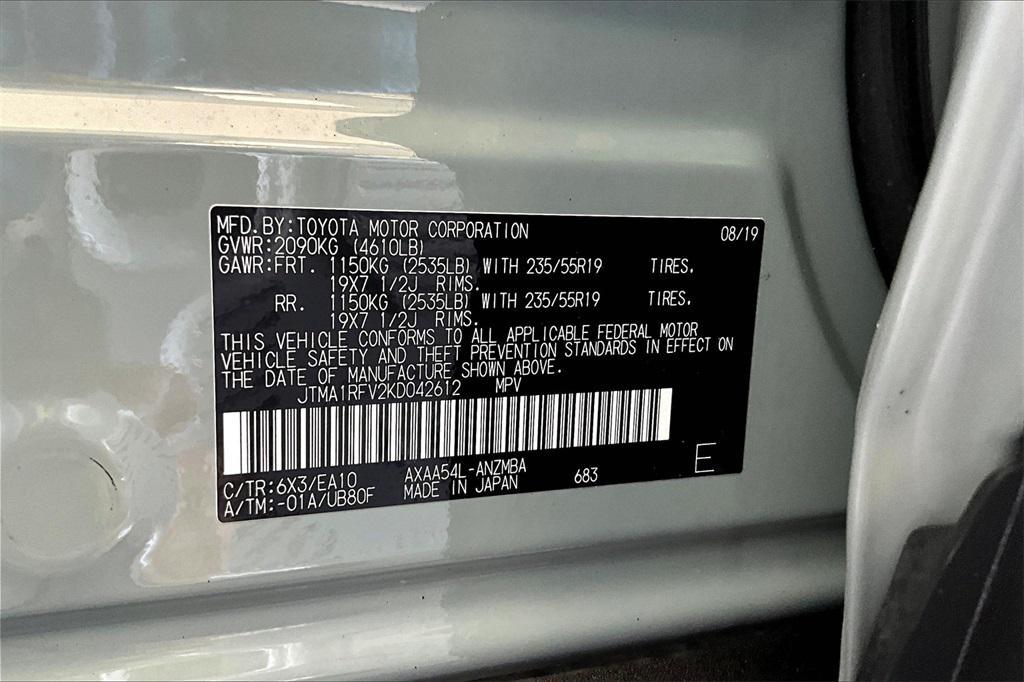 MFD.BY:TOYOTA MOTOR CORPORATION 08/19
GVWR:2090KG (4610LB)
GAWR:FRT. 1150KG (2535LB) WITH 235/55R19 TIRES.
19X7 1/2J RIMS.
RR. 1150KG (2535LB) WITH 235/55R19 TIRES.
19X7 1/2J RIMS.
THIS VEHICLE CONFORMS TO ALL APPLICABLE FEDERAL MOTOR
VEHICLE SAFETY AND THEFT PREVENTION STANDARDS IN EFFECT ON
THE DATE OF MANUFACTURE SHOWN ABOVE.
JTMA1RFV2KD042612 MPV
C/TR:6X3/EA10 AXAA54L-ANZMBA 683 E
A/TM:-01A/UB80F MADE IN JAPAN